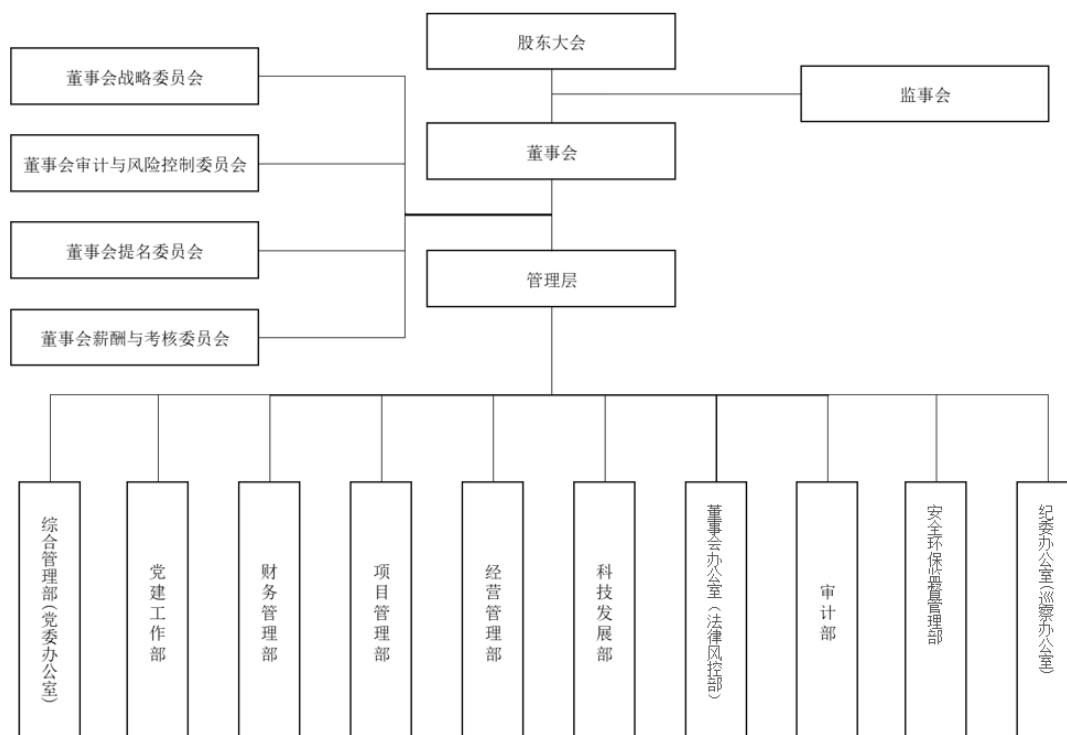 股东大会
董事会战略委员会
监事会
董事会
董事会审计与风险控制委员会
董事会提名委员会
管理层
董事会薪酬与考核委员会
综合管理部(党委办公室)
党建工作部
财务管理部
项目管理部
经营管理部
科技发展部
董事会办公室（法律风控部）
审计部
安全环保监督管理部
纪委办公室(巡察办公室)